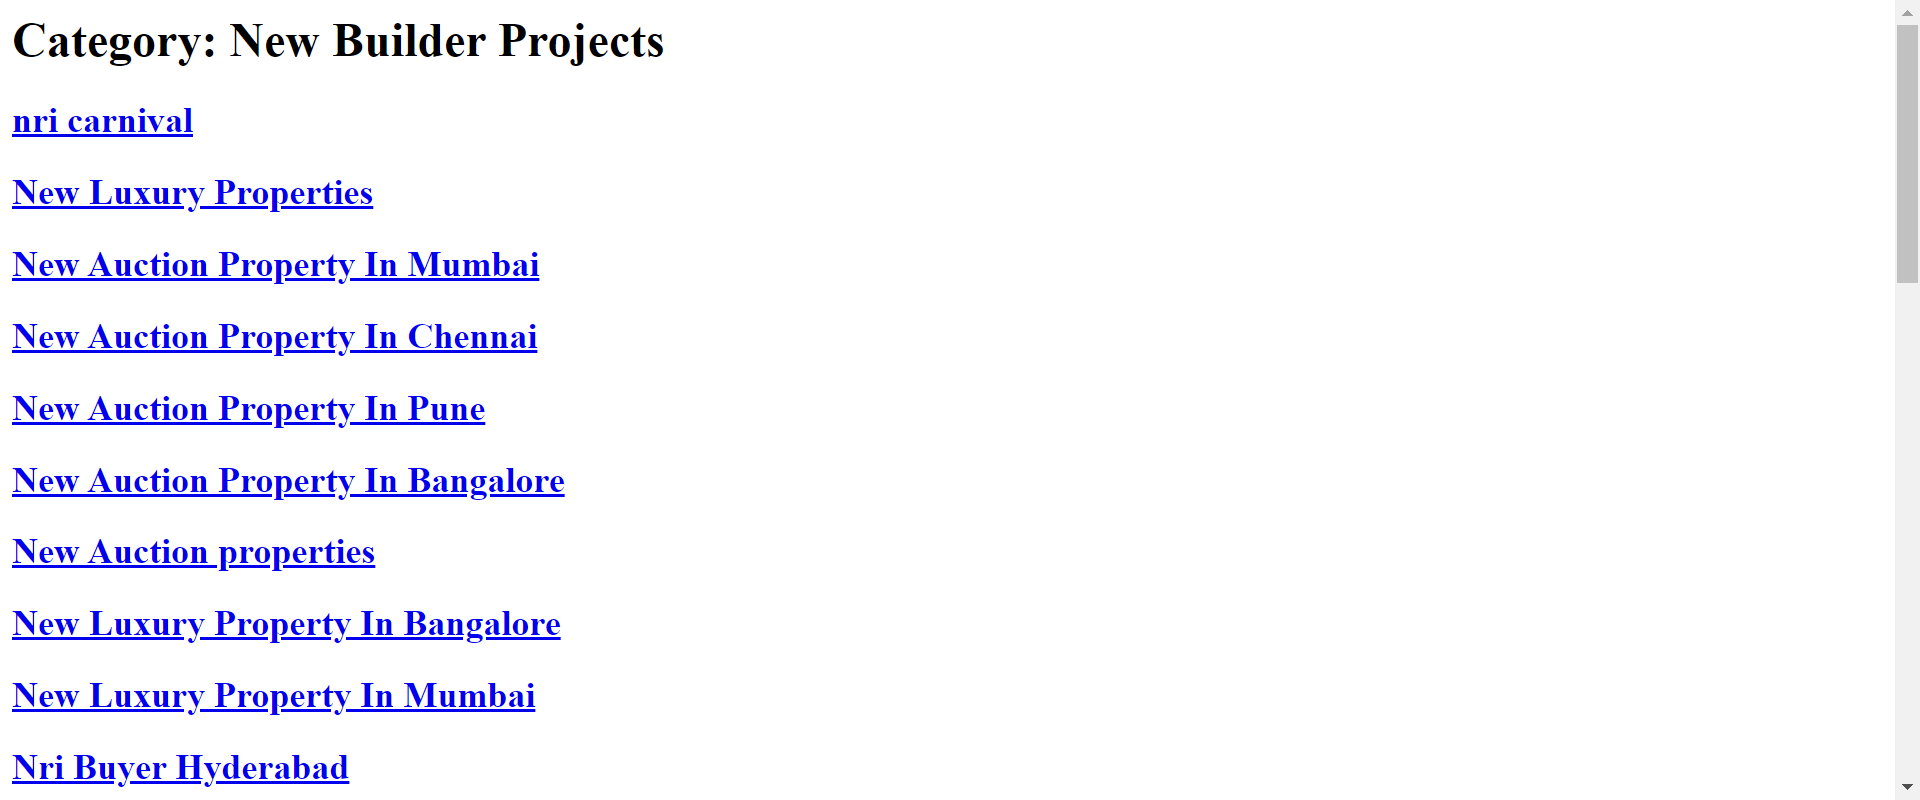 Category: New Builder Projects
nri carnival
New Luxury Properties
New Auction Property In Mumbai
New Auction Property In Chennai
New Auction Property In Pune
New Auction Property In Bangalore
New Auction properties
New Luxury Property In Bangalore
New Luxury Property In Mumbai
Nri Buyer Hyderabad